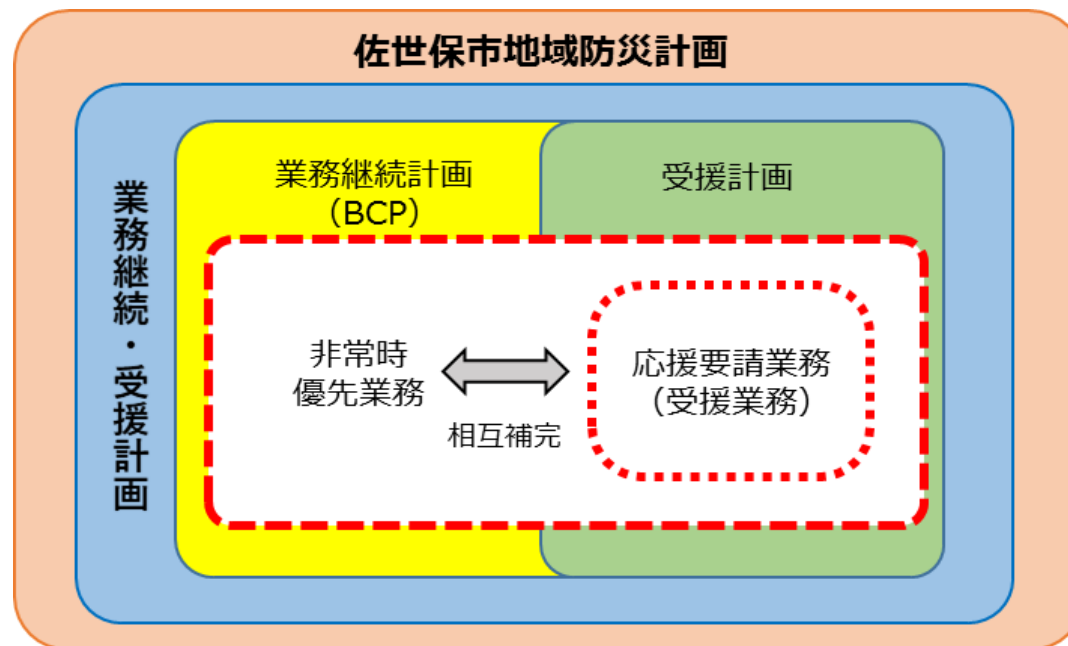 佐世保市地域防災計画
業務継続・受援計画
業務継続計画
（BCP）
受援計画
非常時
優先業務
相互補完
応援要請業務
（受援業務）